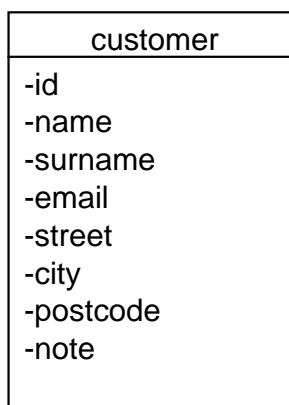 customer
-id
-name
-surname
-email
-street
-city
-postcode
-note